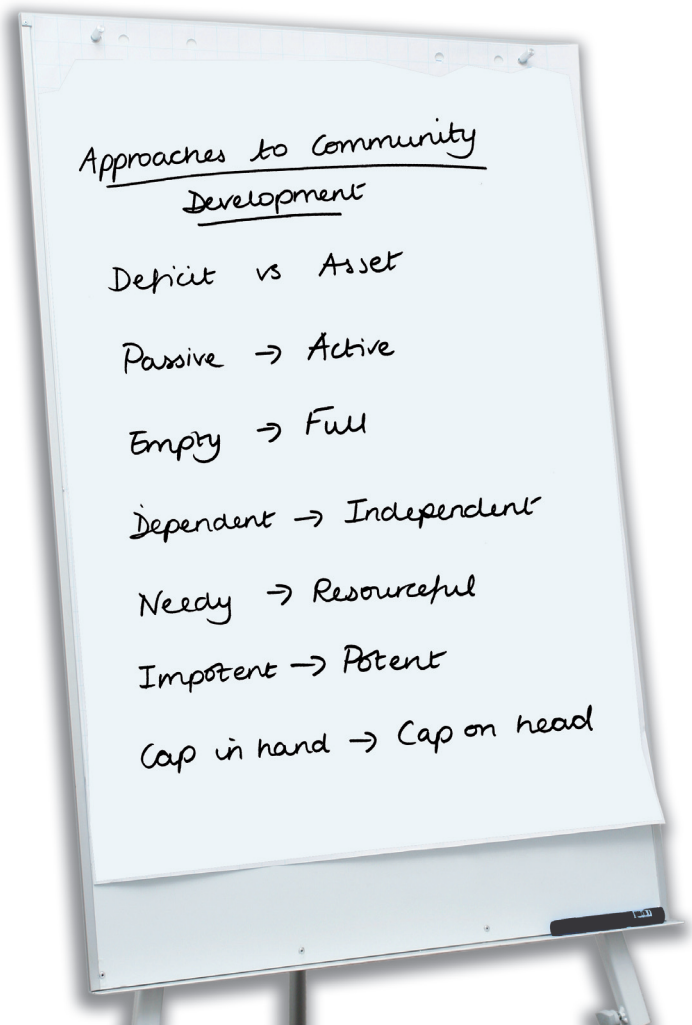 Approaches to Community
Development
Deficit vs Asset
Passive → Active
Empty → Full
Dependent → Independent
Needy → Resourceful
Impotent → Potent
Cap in hand → Cap on head